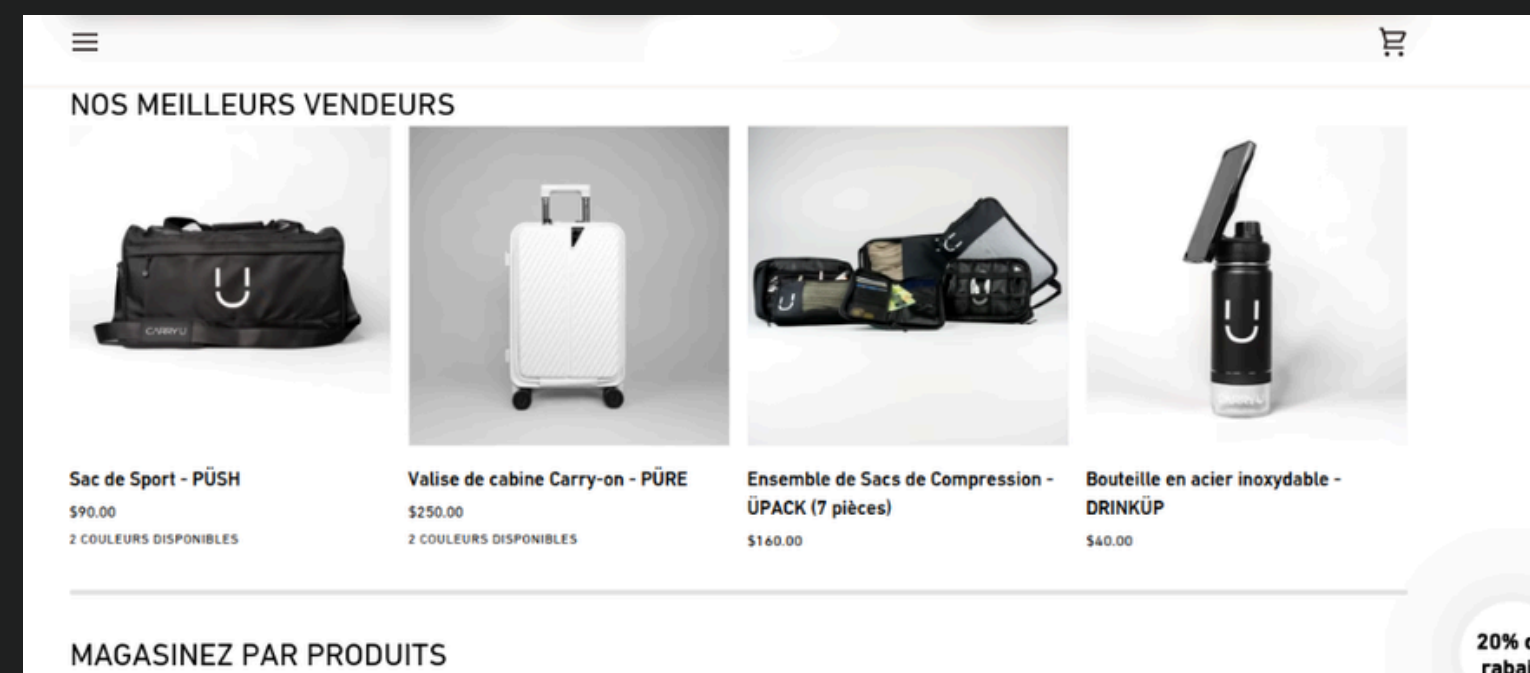 NOS MEILLEURS VENDEURS
CARRY U
Sac de Sport - PÜSH
$90.00
2 COULEURS DISPONIBLES
Valise de cabine Carry-on - PÜRE
$250.00
2 COULEURS DISPONIBLES
Ensemble de Sacs de Compression -
ÜPACK (7 pièces)
$160.00
Bouteille en acier inoxydable -
DRINKÜP
$40.00
MAGASINEZ PAR PRODUITS
20%